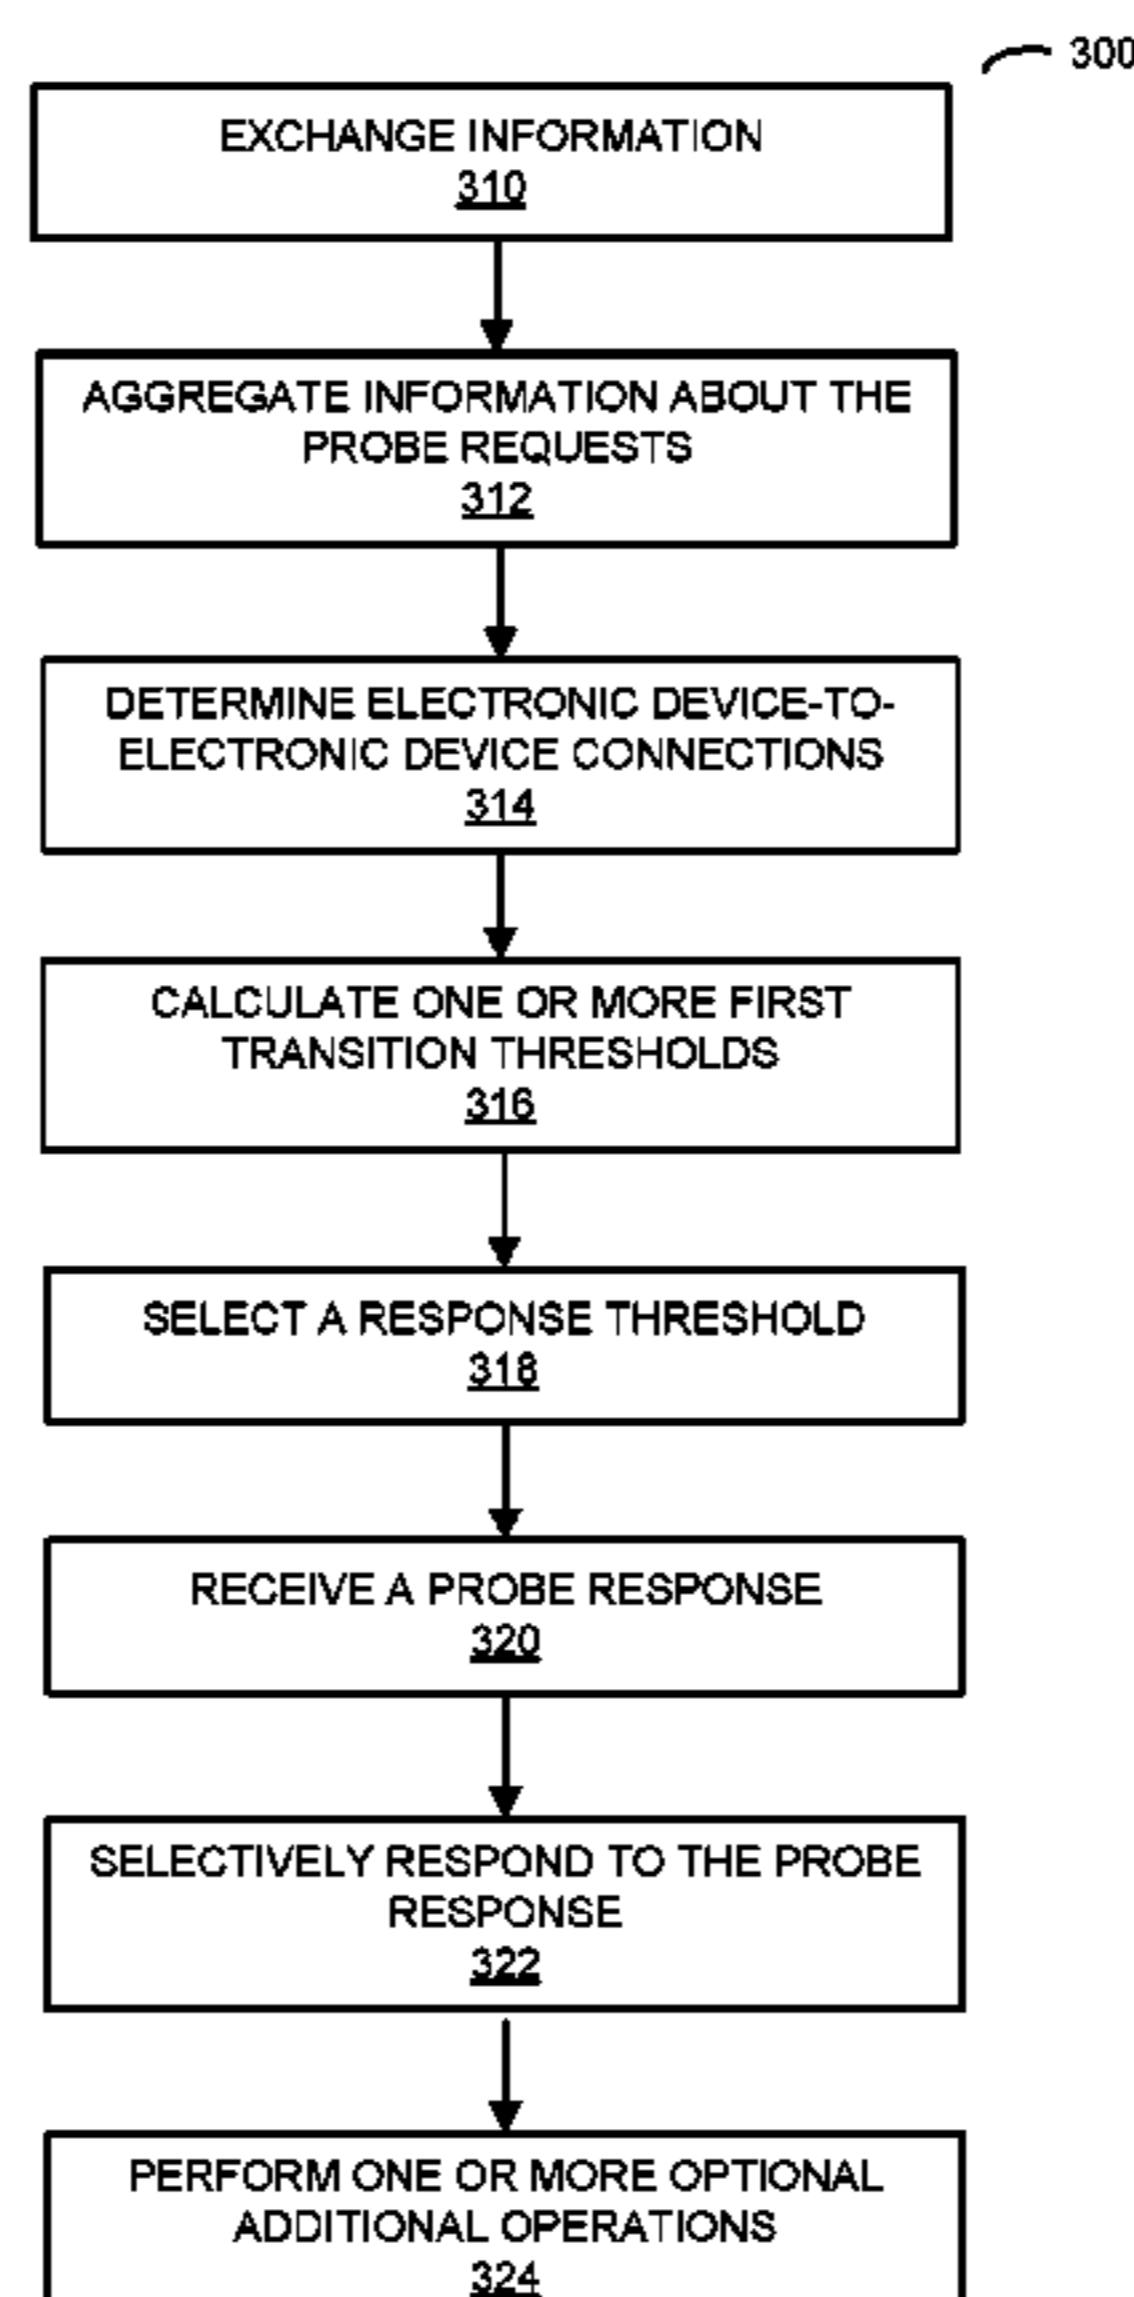 300
EXCHANGE INFORMATION
310
AGGREGATE INFORMATION ABOUT THE
PROBE REQUESTS
312
DETERMINE ELECTRONIC DEVICE-TO-
ELECTRONIC DEVICE CONNECTIONS
314
CALCULATE ONE OR MORE FIRST
TRANSITION THRESHOLDS
316
SELECT A RESPONSE THRESHOLD
318
RECEIVE A PROBE RESPONSE
320
SELECTIVELY RESPOND TO THE PROBE
RESPONSE
322
PERFORM ONE OR MORE OPTIONAL
ADDITIONAL OPERATIONS
324